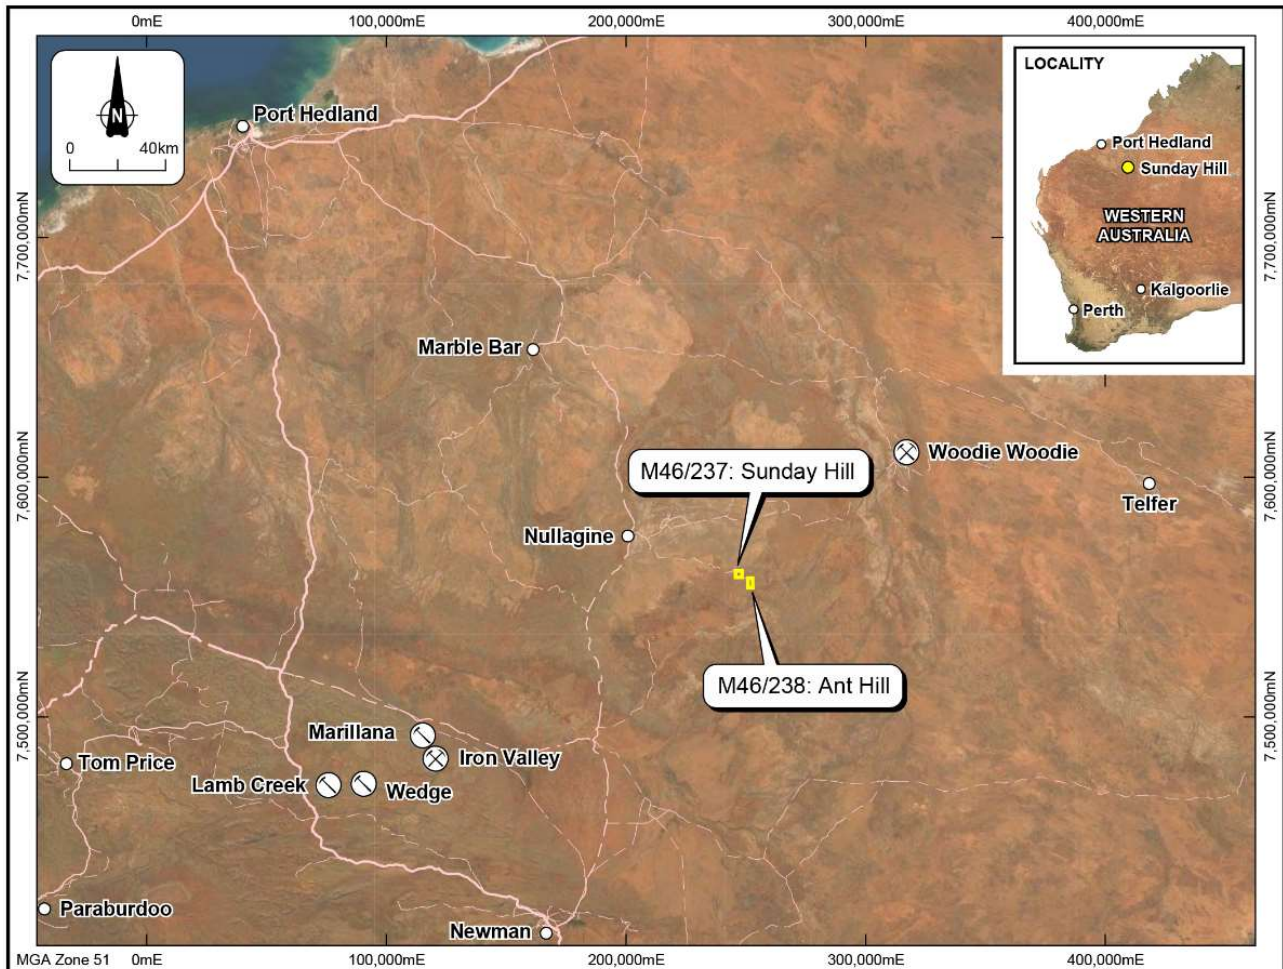 0mE 100,000mE 200,000mE 300,000mE 400,000mE
N
0 40km
Port Hedland
LOCALITY
Port Hedland
Sunday Hill
WESTERN
AUSTRALIA
Kalgoorlie
Perth
7,700,000mN
7,700,000mN
Marble Bar
Woodie Woodie
M46/237: Sunday Hill
7,600,000mN
7,600,000mN
Telfer
Nullagine
M46/238: Ant Hill
7,500,000mN
7,500,000mN
Marillana
Iron Valley
Tom Price
Lamb Creek
Wedge
Paraburdoo
Newman
MGA Zone 51 0mE 100,000mE 200,000mE 300,000mE 400,000mE